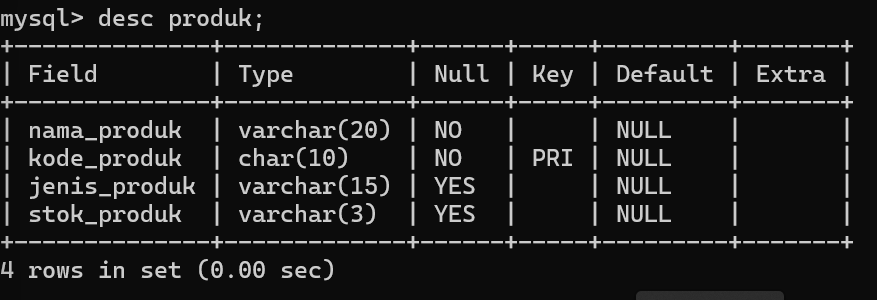 mysql> desc produk;
+--------------+-------------+------+-----+---------+-------+
| Field        | Type        | Null | Key | Default | Extra |
+--------------+-------------+------+-----+---------+-------+
| nama_produk  | varchar(20) | NO   |     | NULL    |       |
| kode_produk  | char(10)    | NO   | PRI | NULL    |       |
| jenis_produk | varchar(15) | YES  |     | NULL    |       |
| stok_produk  | varchar(3)  | YES  |     | NULL    |       |
+--------------+-------------+------+-----+---------+-------+
4 rows in set (0.00 sec)